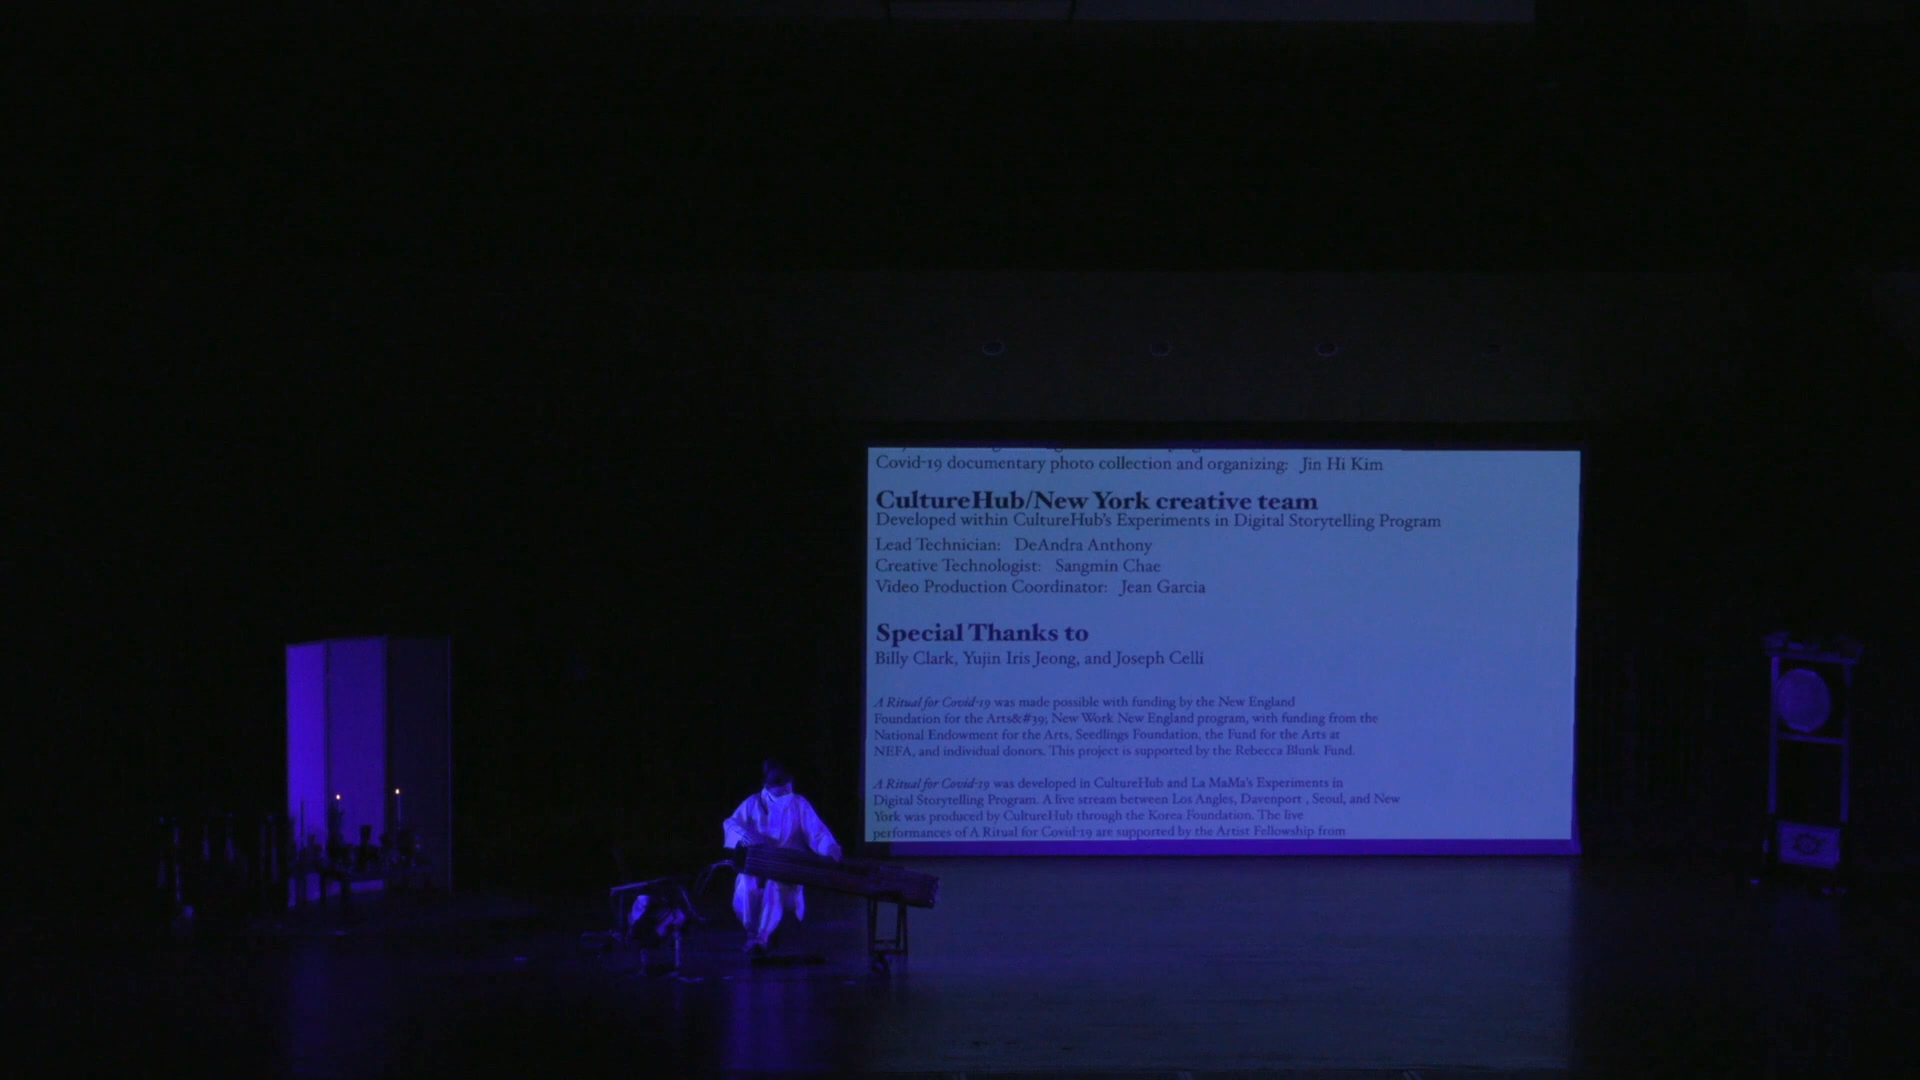 Covid-19 documentary photo collection and organizing: Jin Hi Kim
CultureHub/New York creative team
Developed within CultureHub's Experiments in Digital Storytelling Program
Lead Technician: DeAndra Anthony
Creative Technologist: Sangmin Chae
Video Production Coordinator: Jean Garcia
Special Thanks to
Billy Clark, Yujin Iris Jeong, and Joseph Celli
A Ritual for Covid-19 was made possible with funding by the New England
Foundation for the Arts&#39; New Work New England program, with funding from the
National Endowment for the Arts, Seedlings Foundation, the Fund for the Arts at
NEFA, and individual donors. This project is supported by the Rebecca Blunk Fund.
A Ritual for Covid-19 was developed in CultureHub and La MaMa's Experiments in
Digital Storytelling Program. A live stream between Los Angles, Davenport , Seoul, and New
York was produced by CultureHub through the Korea Foundation. The live
performances of A Ritual for Covid-19 are supported by the Artist Fellowship from